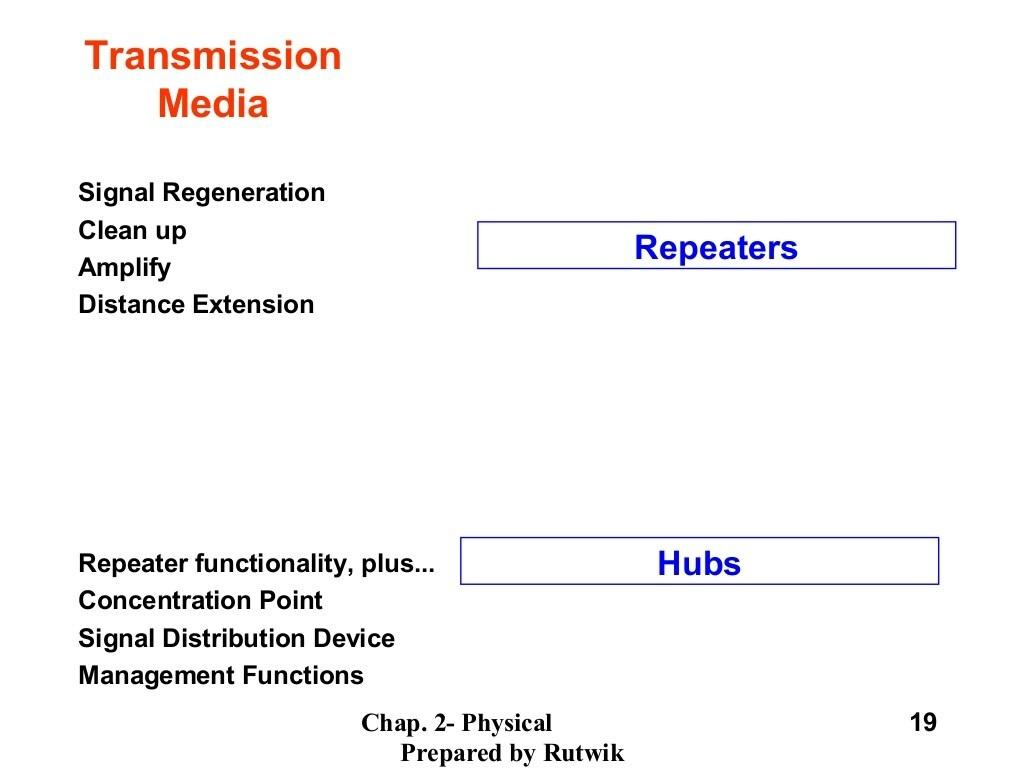 Transmission
Media
Signal Regeneration
Clean up
Amplify
Distance Extension
Repeaters
Repeater functionality, plus...
Concentration Point
Signal Distribution Device
Management Functions
Hubs
Chap. 2- Physical
Prepared by Rutwik
19